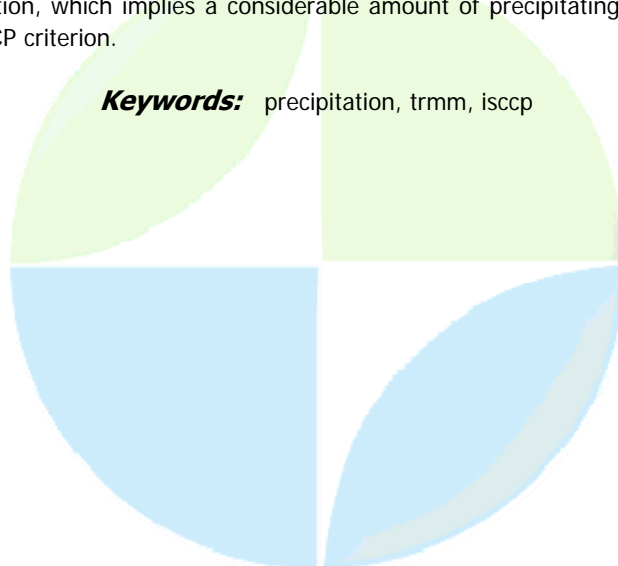 tion, which implies a considerable amount of precipitating
CP criterion.
Keywords: precipitation, trmm, isccp